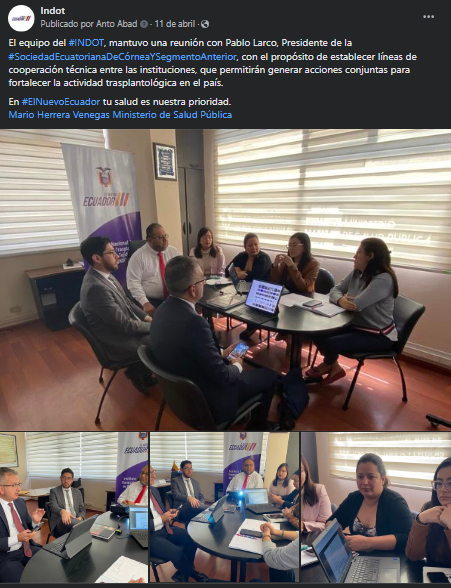 Indot
Publicado por Anto Abad · 11 de abril ·
El equipo del #INDOT, mantuvo una reunión con Pablo Larco, Presidente de la
#SociedadEcuatorianaDeCórneaYSegmentoAnterior, con el propósito de establecer líneas de
cooperación técnica entre las instituciones, que permitirán generar acciones conjuntas para
fortalecer la actividad trasplantológica en el país.
En #ElNuevoEcuador tu salud es nuestra prioridad.
Mario Herrera Venegas Ministerio de Salud Pública
ECUADOR
ECUADOR
ECUADOR